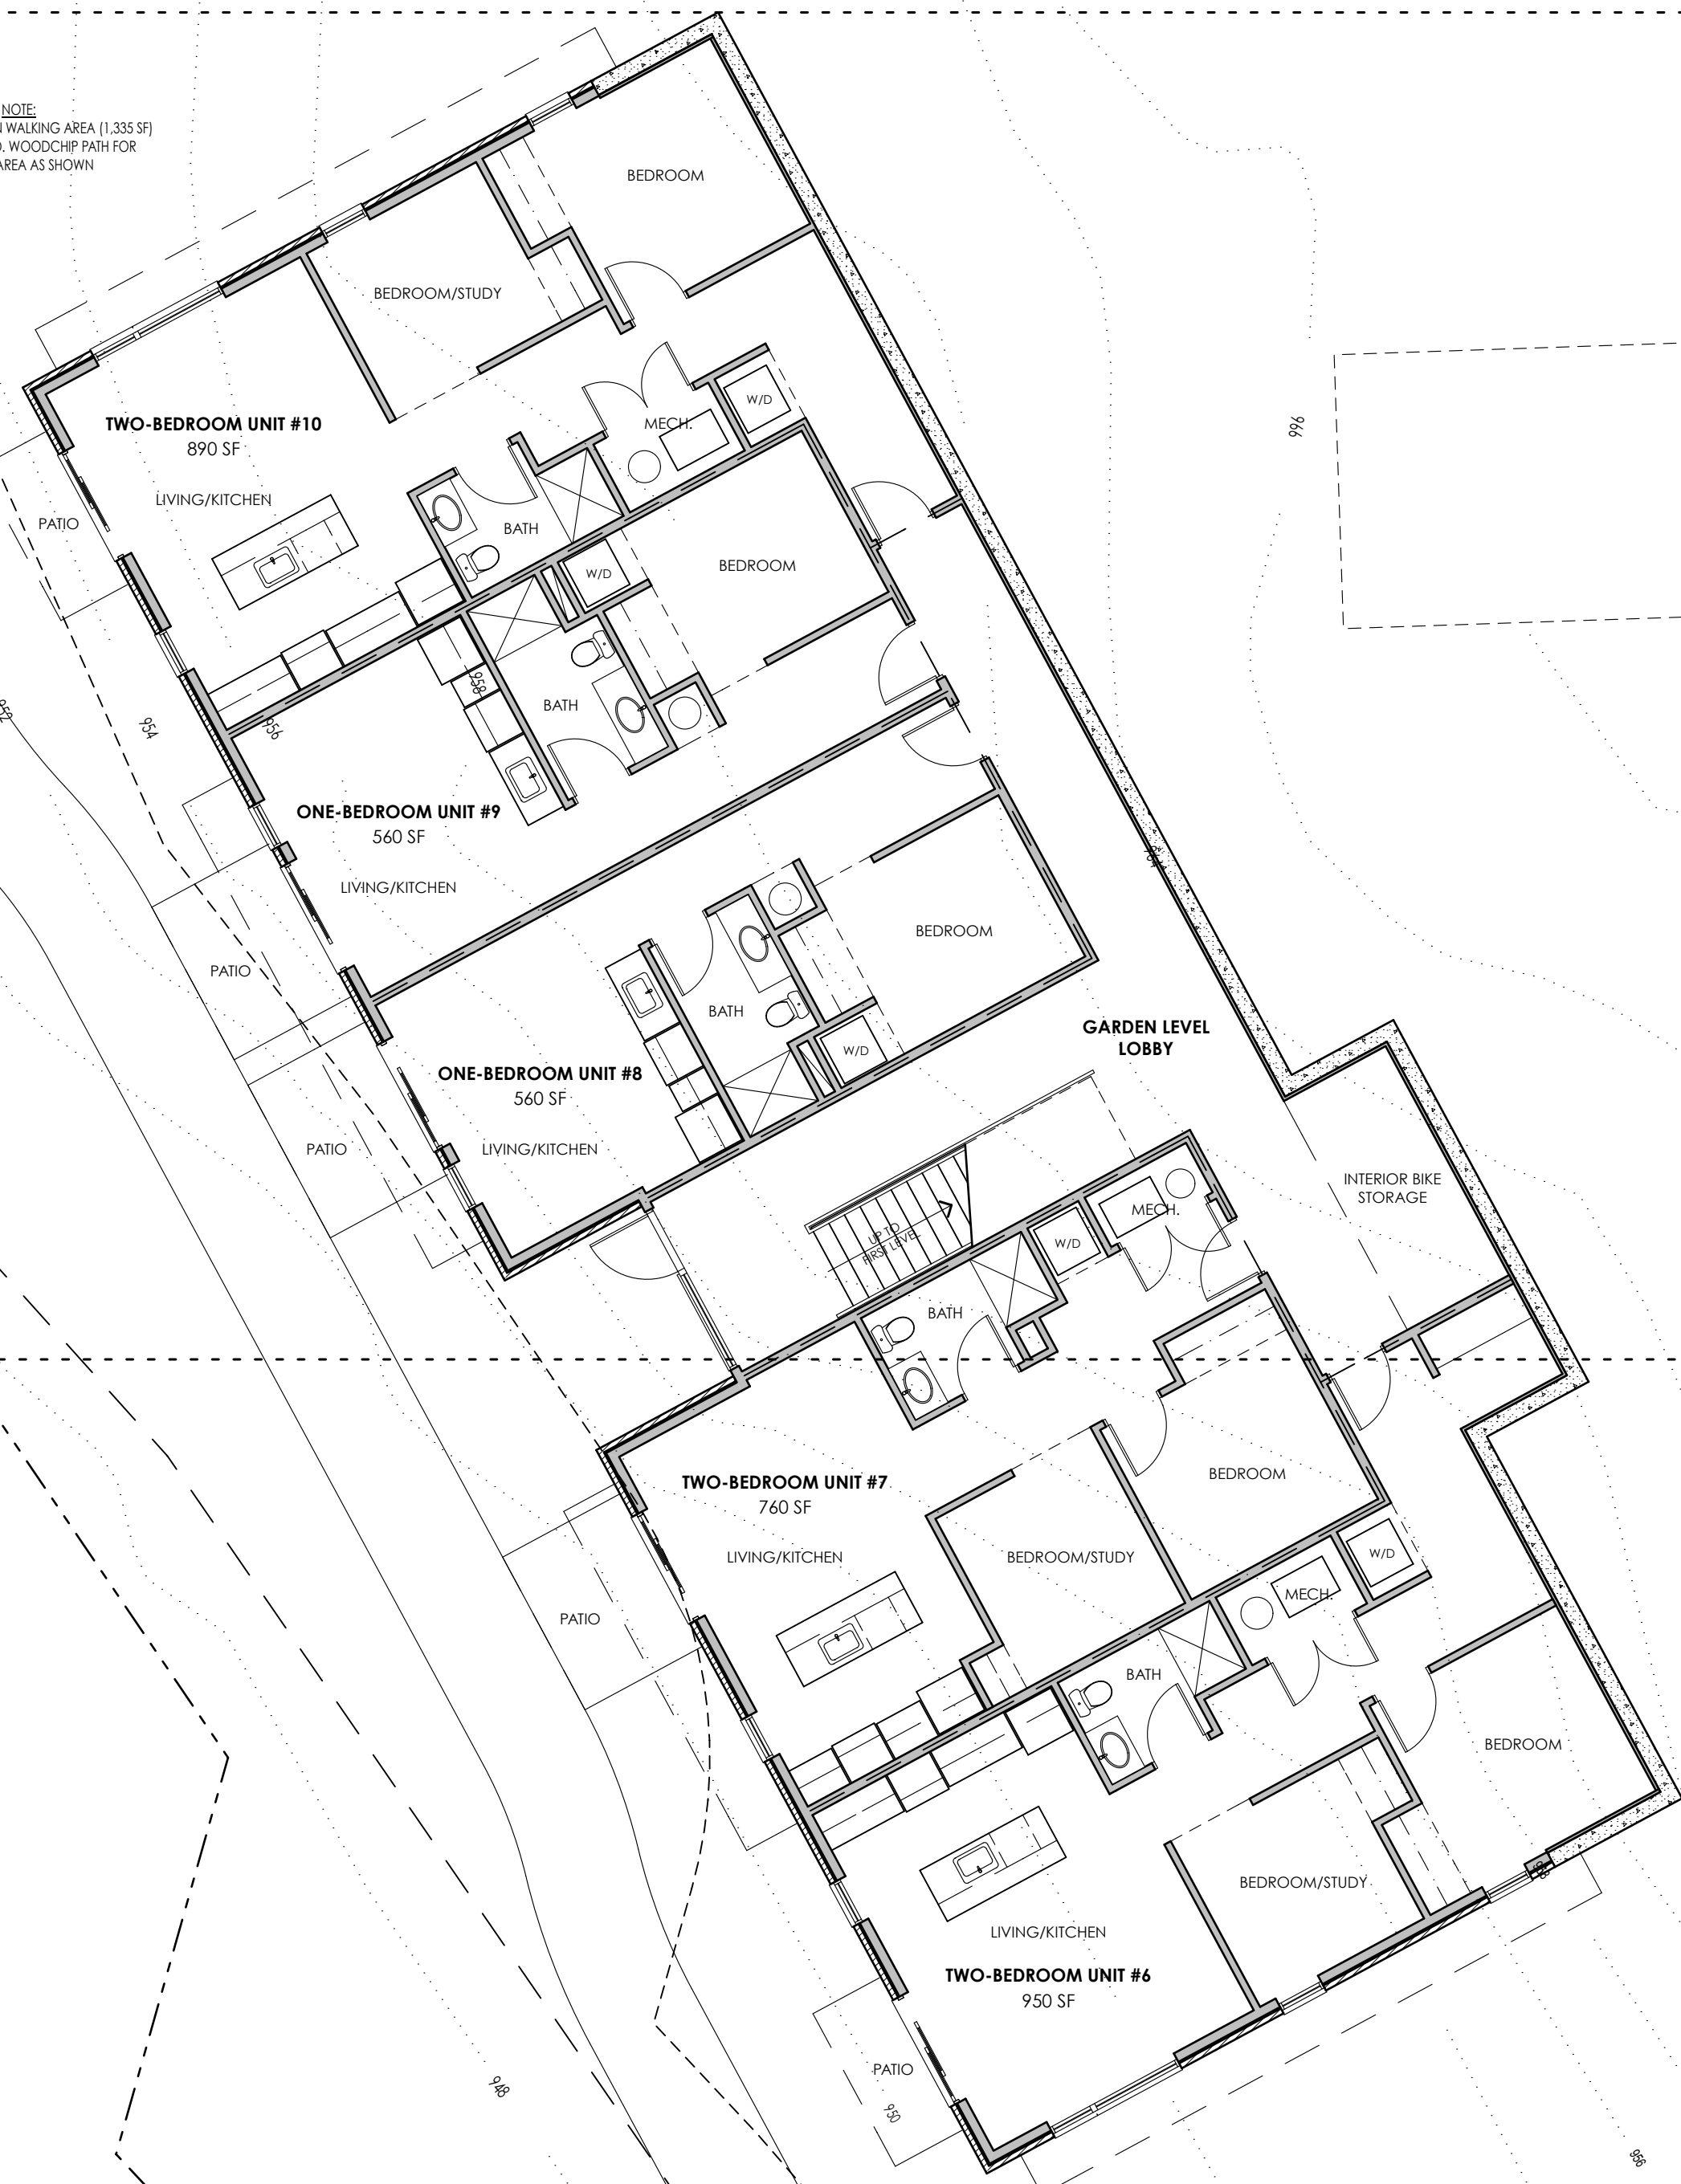 NOTE:
WALKING AREA (1,335 SF)
. WOODCHIP PATH FOR
AREA AS SHOWN
BEDROOM
BEDROOM/STUDY
W/D
MECH.
TWO-BEDROOM UNIT #10
890 SF
996
LIVING/KITCHEN
PATIO
BATH
BEDROOM
W/D
958
BATH
952
954
956
ONE-BEDROOM UNIT #9
560 SF
LIVING/KITCHEN
BEDROOM
PATIO
BATH
GARDEN LEVEL
LOBBY
W/D
ONE-BEDROOM UNIT #8
560 SF
LIVING/KITCHEN
PATIO
INTERIOR BIKE
STORAGE
MECH.
UP TO
FIRST LEVEL
W/D
BATH
TWO-BEDROOM UNIT #7
760 SF
BEDROOM
LIVING/KITCHEN
BEDROOM/STUDY
W/D
MECH.
PATIO
BATH
BEDROOM
BEDROOM/STUDY
LIVING/KITCHEN
TWO-BEDROOM UNIT #6
950 SF
PATIO
948
950
956